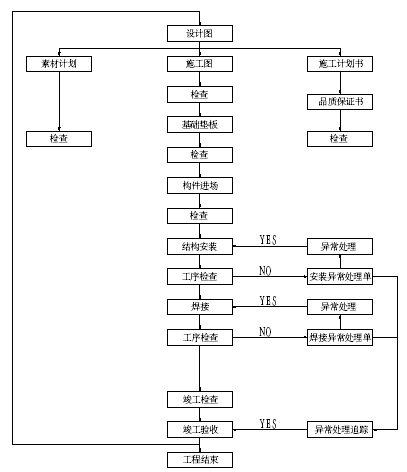 设计图
素材计划 施工图 施工计划书
检查
品质保证书
基础垫板
检查 检查
检查
构件进场
检查
结构安装 YES 异常处理
工序检查 NO 安装异常处理单
焊接 YES 异常处理
工序检查 NO 焊接异常处理单
竣工检查
竣工验收 YES 异常处理追踪
工程结束